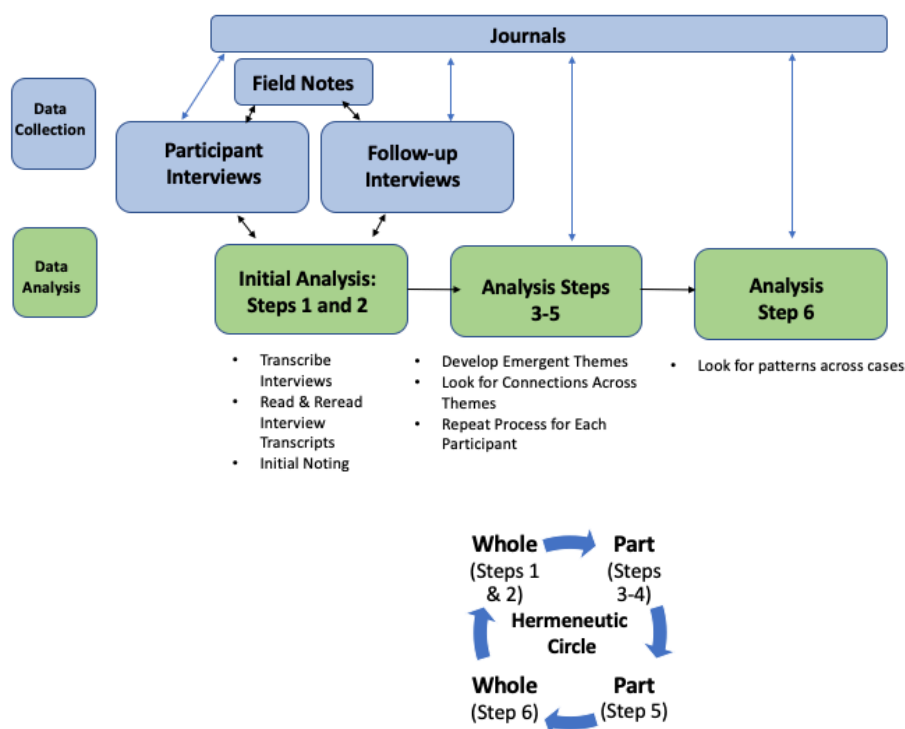 Journals
Field Notes
Data
Collection
Participant
Interviews
Follow-up
Interviews
Data
Analysis
Initial Analysis:
Steps 1 and 2
Analysis Steps
3-5
Analysis
Step 6
• Transcribe
Interviews
• Read & Reread
Interview
Transcripts
• Initial Noting
• Develop Emergent Themes
• Look for Connections Across
Themes
• Repeat Process for Each
Participant
• Look for patterns across cases
Whole
(Steps 1
& 2)
Part
(Steps
3-4)
Hermeneutic
Circle
Whole
(Step 6)
Part
(Step 5)